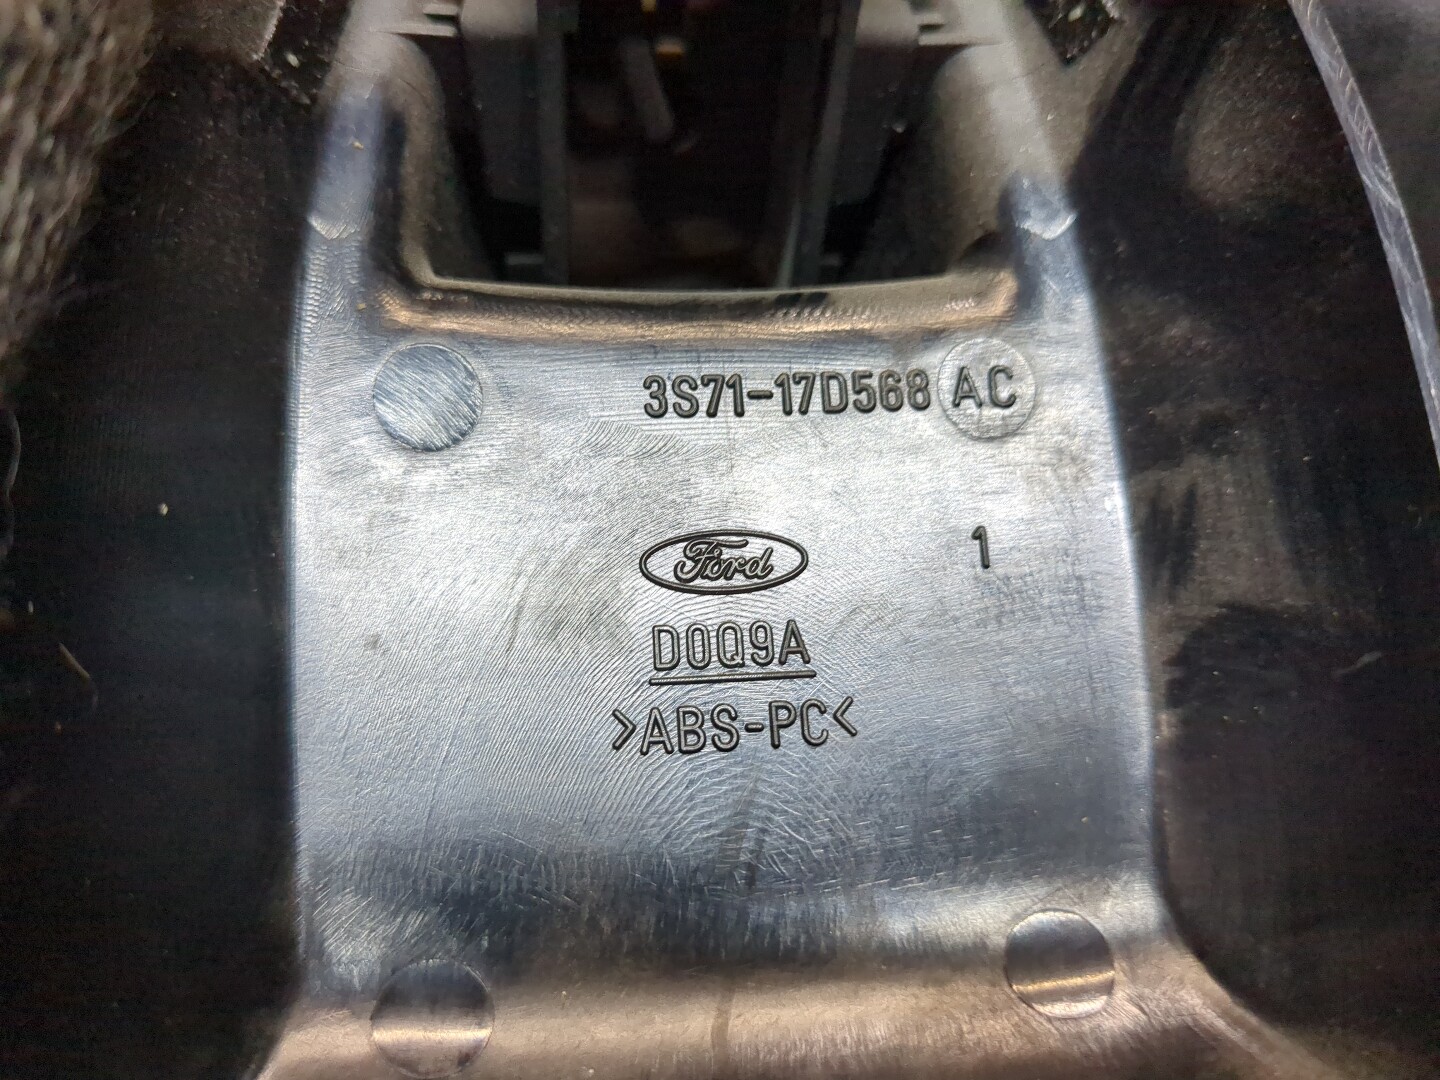 3S71-17D568 AC
1
Ford
D0Q9A
>ABS-PC<